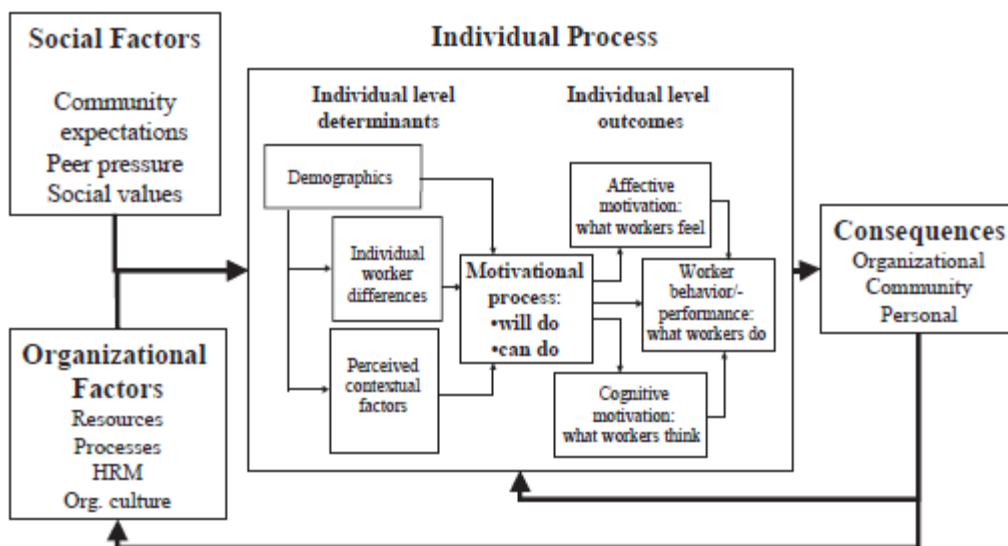 Social Factors
Community
expectations
Peer pressure
Social values
Organizational
Factors
Resources
Processes
HRM
Org. culture
Individual Process
Individual level
determinants
Demographics
Individual
worker
differences
Perceived
contextual
factors
Motivational
process:
•will do
•can do
Individual level
outcomes
Affective
motivation:
what workers feel
Worker
behavior/-
performance:
what workers do
Cognitive
motivation:
what workers think
Consequences
Organizational
Community
Personal